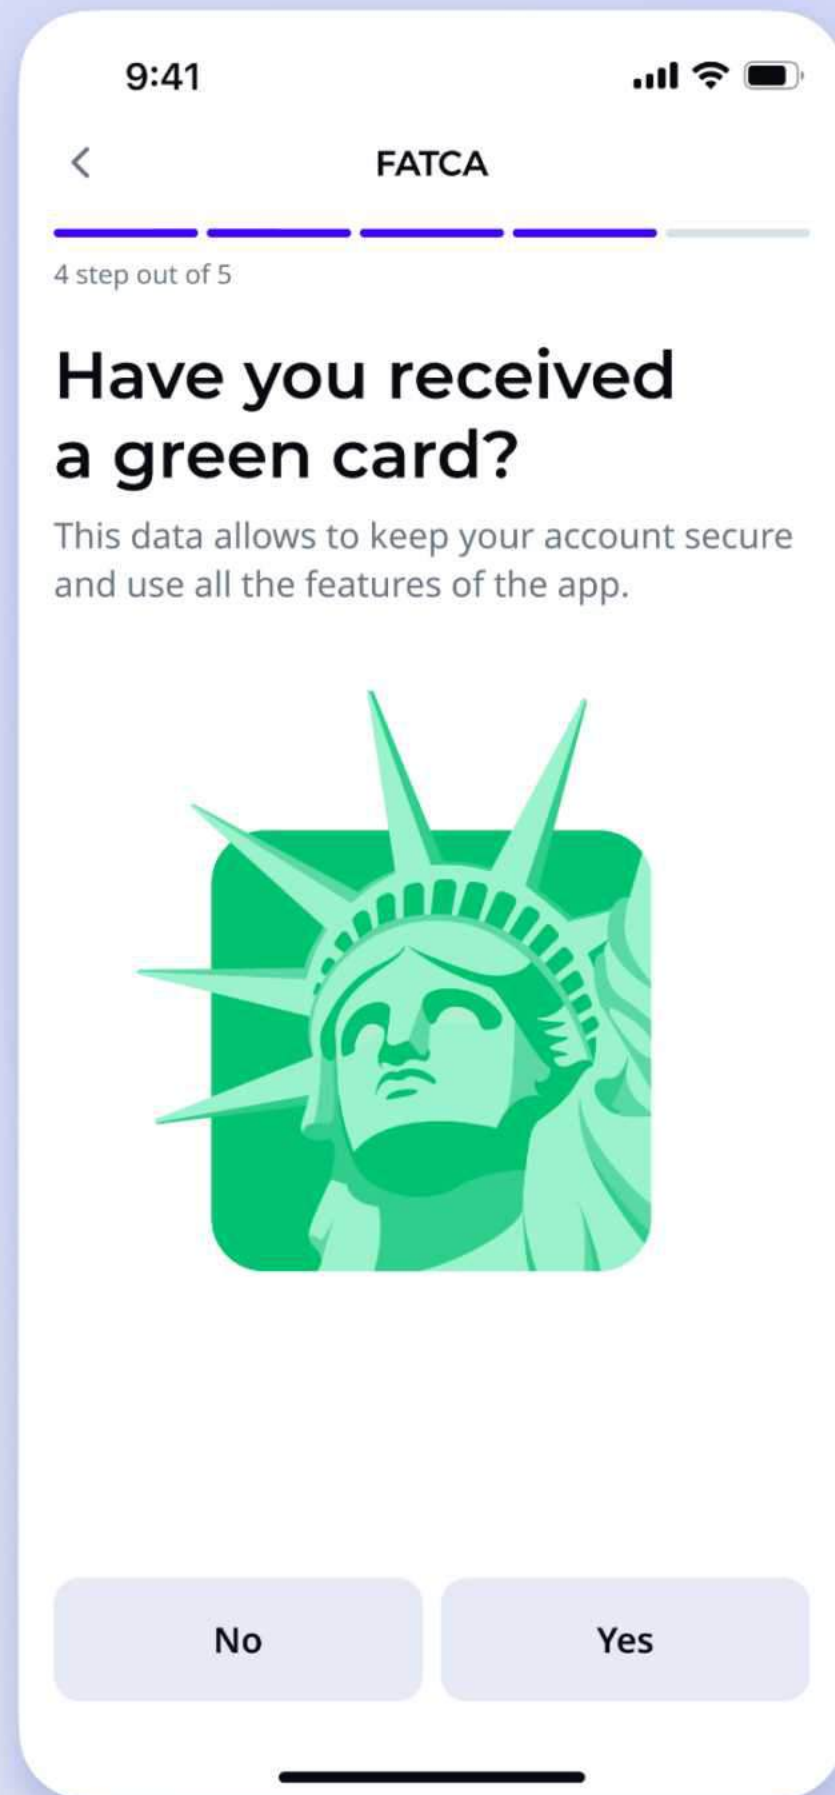 9:41
FATCA
4 step out of 5
Have you received
a green card?
This data allows to keep your account secure
and use all the features of the app.
No
Yes